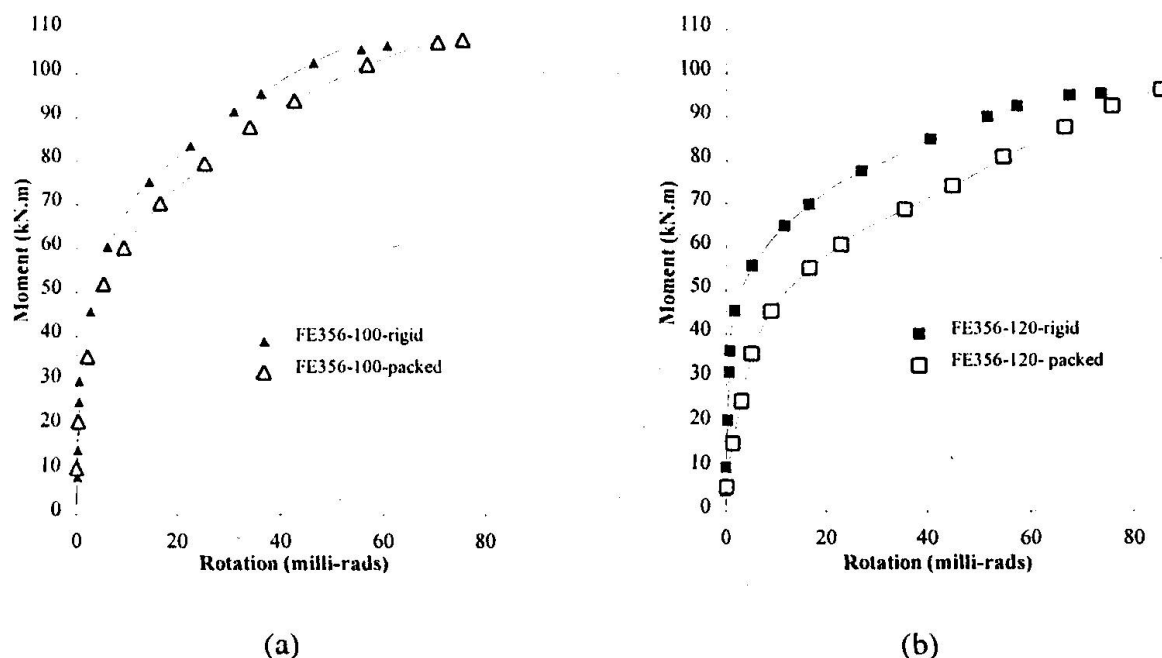 110
100
90
80
70
60
50
40
30
20
10
0
Moment (kN.m)
FE356-100-rigid
FE356-100-packed
0 20 40 60 80
Rotation (milli-rads)
(a)
110
100
90
80
70
60
50
40
30
20
10
0
Moment (kN.m)
FE356-120-rigid
FE356-120- packed
0 20 40 60 80
Rotation (milli-rads)
(b)